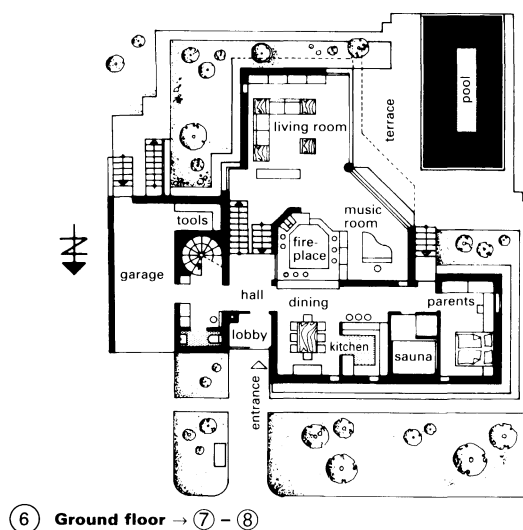 pool
living room
terrace
tools
music
room
fire-
place
garage
hall
dining
parents
lobby
kitchen
sauna
entrance
N
6 Ground floor → 7 – 8